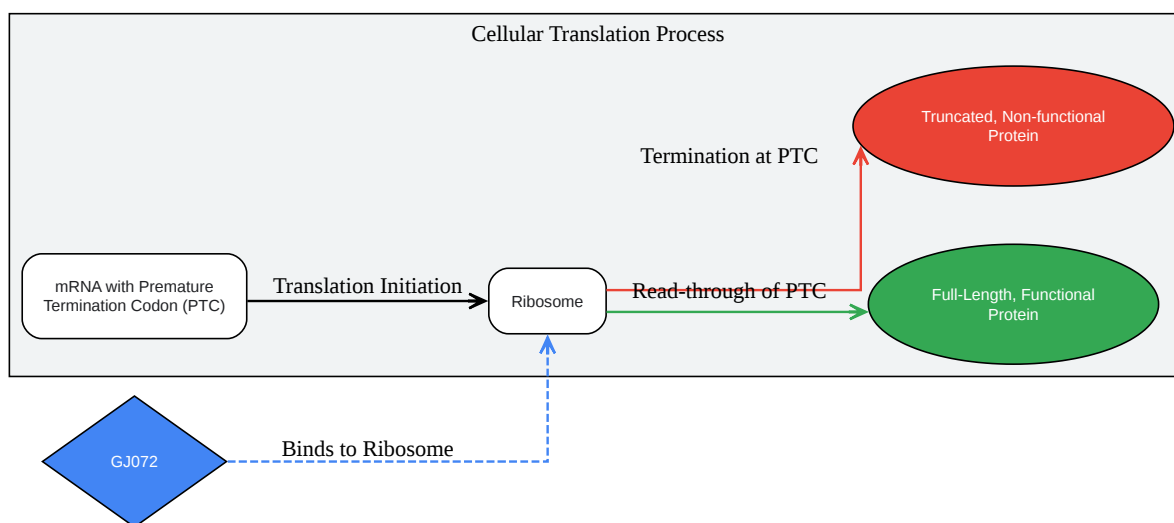 Cellular Translation Process
Truncated, Non-functional
Protein
Termination at PTC
mRNA with Premature
Termination Codon (PTC)
Translation Initiation
Ribosome
Read-through of PTC
Full-Length, Functional
Protein
GJ072
Binds to Ribosome